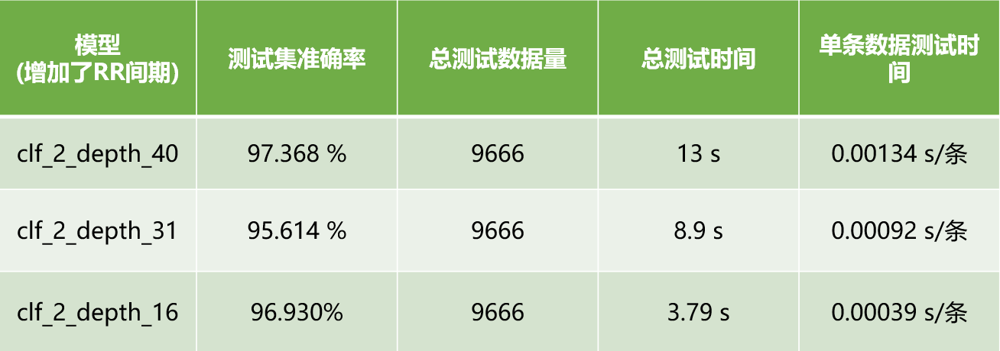 模型
(增加了RR间期)
测试集准确率
总测试数据量
总测试时间
单条数据测试时
间
clf_2_depth_40
97.368 %
9666
13 s
0.00134 s/条
clf_2_depth_31
95.614 %
9666
8.9 s
0.00092 s/条
clf_2_depth_16
96.930%
9666
3.79 s
0.00039 s/条